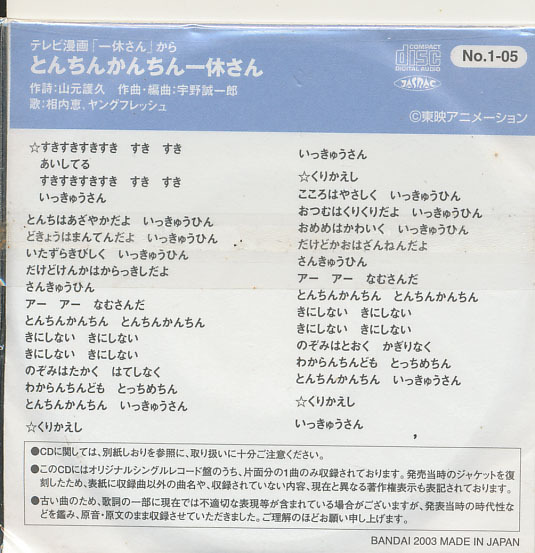 テレビ漫画「一休さん」から
とんちんかんちん一休さん
作詩:山元護久　作曲・編曲:宇野誠一郎
歌:相内恵、ヤングフレッシュ
COMPACT
disc
DIGITAL AUDIO
JASRAC
No.1-05
©東映アニメーション
☆すきすきすきすき　すき　すき
あいしてる
すきすきすきすき　すき　すき
いっきゅうさん
とんちはあざやかだよ　いっきゅうひん
どきょうはまんてんだよ　いっきゅうひん
いたずらきびしく　いっきゅうひん
だけどけんかはからっきしだよ
さんきゅうひん
アー　アー　なむさんだ
とんちんかんちん　とんちんかんちん
きにしない　きにしない
きにしない　きにしない
のぞみはたかく　はてしなく
わからんちんども　とっちめちん
とんちんかんちん　いっきゅうさん
☆くりかえし
いっきゅうさん
☆くりかえし
こころはやさしく　いっきゅうひん
おつむはくりくりだよ　いっきゅうひん
おめめはかわいく　いっきゅうひん
だけどかおはざんねんだよ
さんきゅうひん
アー　アー　なむさんだ
とんちんかんちん　とんちんかんちん
きにしない　きにしない
きにしない　きにしない
のぞみはとおく　かぎりなく
わからんちんども　とっちめちん
とんちんかんちん　いっきゅうさん
☆くりかえし
いっきゅうさん
●CDに関しては、別紙しおりを参照に、取り扱いに十分ご注意ください。
●このCDにはオリジナルシングルレコード盤のうち、片面分の1曲のみ収録されております。発売当時のジャケットを復
刻したため、表紙に収録曲以外の曲名や、収録されていない内容、現在と異なる著作権表示も表記されております。
●古い曲のため、歌詞の一部に現在では不適切な表現等が含まれている場合がございますが、発表当時の時代性など
を鑑み、原音・原文のまま収録させていただきました。ご理解のほどお願い申し上げます。
BANDAI 2003 MADE IN JAPAN